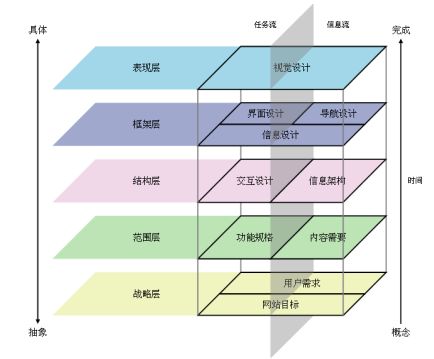 任务流
信息流
具体
完成
表现层
视觉设计
框架层
界面设计
导航设计
信息设计
结构层
交互设计
信息架构
时间
范围层
功能规格
内容需要
战略层
用户需求
网站目标
抽象
概念